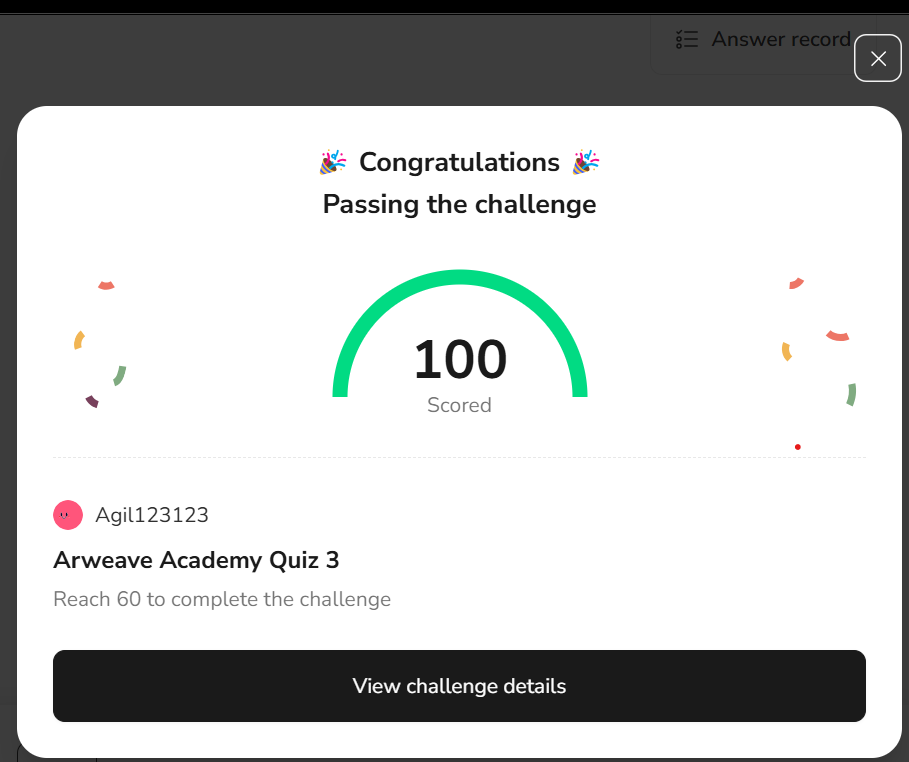 Answer record
Congratulations
Passing the challenge
100
Scored
Agil123123
Arweave Academy Quiz 3
Reach 60 to complete the challenge
View challenge details